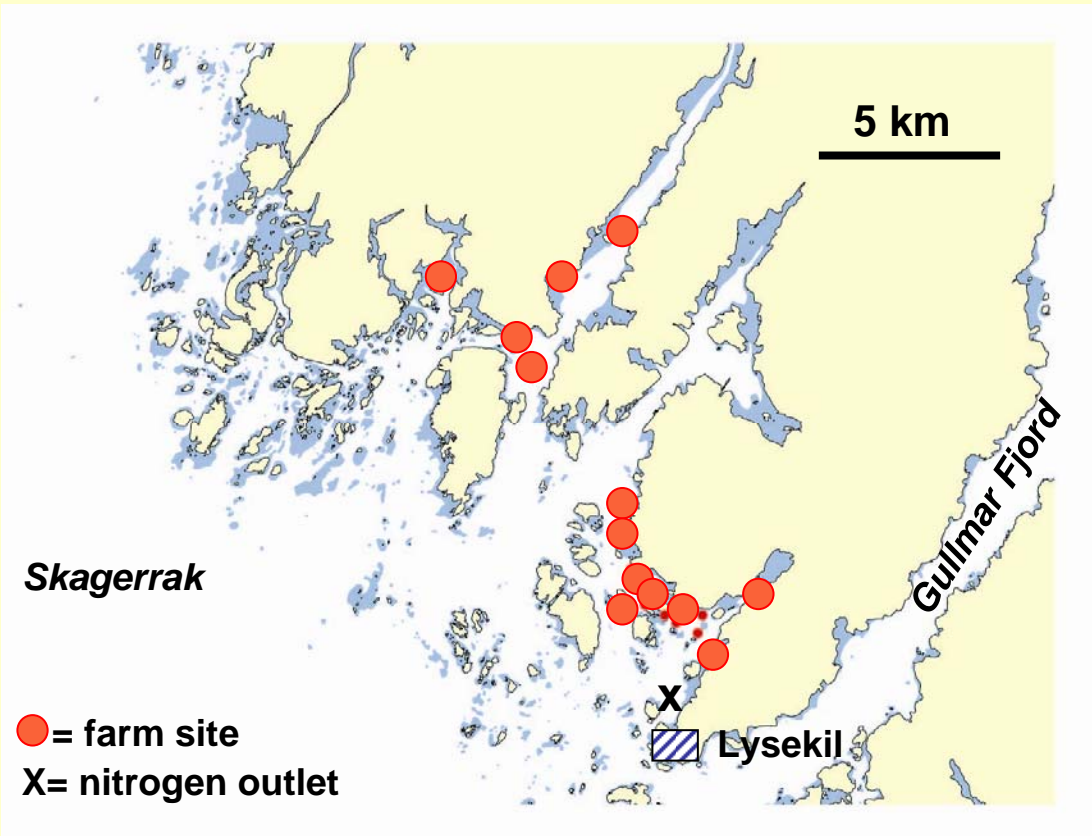 5 km
Gullmar Fjord
Skagerrak
= farm site
X= nitrogen outlet
x
Lysekil